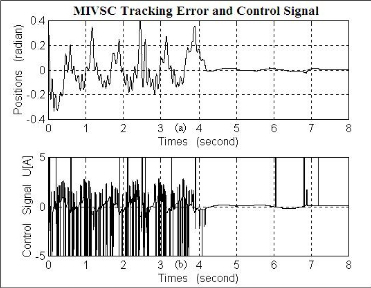 MIVSC Tracking Error and Control Signal
Positions (radian)
0.4
0.2
0
-0.2
-0.4
0 1 2 3 (a) 4 5 6 7 8
Times (second)
Control Signal U[A]
5
0
-5
0 1 2 3 (b) 4 5 6 7 8
Times (second)